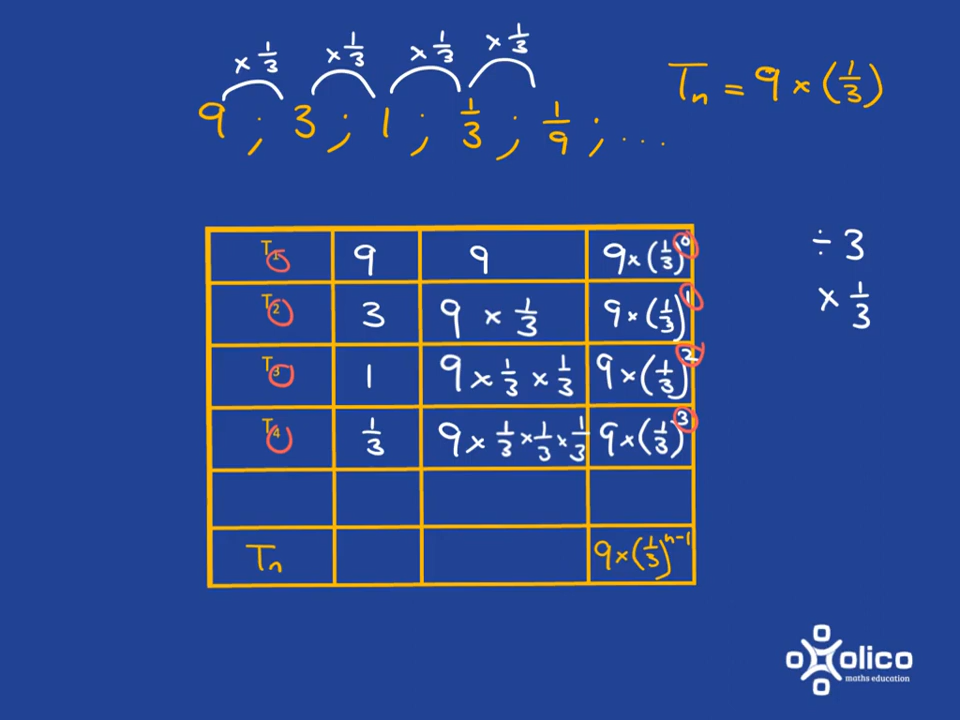 × 1/3 × 1/3 × 1/3 × 1/3
9 ; 3 ; 1 ; 1/3 ; 1/9 ; ...
Tₙ = 9 × (1/3)
T₁ 9 9 9×(1/3)⁰
T₂ 3 9 × 1/3 9×(1/3)¹
T₃ 1 9 × 1/3 × 1/3 9×(1/3)²
T₄ 1/3 9 × 1/3 × 1/3 × 1/3 9×(1/3)³
Tₙ 9×(1/3)ⁿ⁻¹
÷ 3
× 1/3
olico
maths education